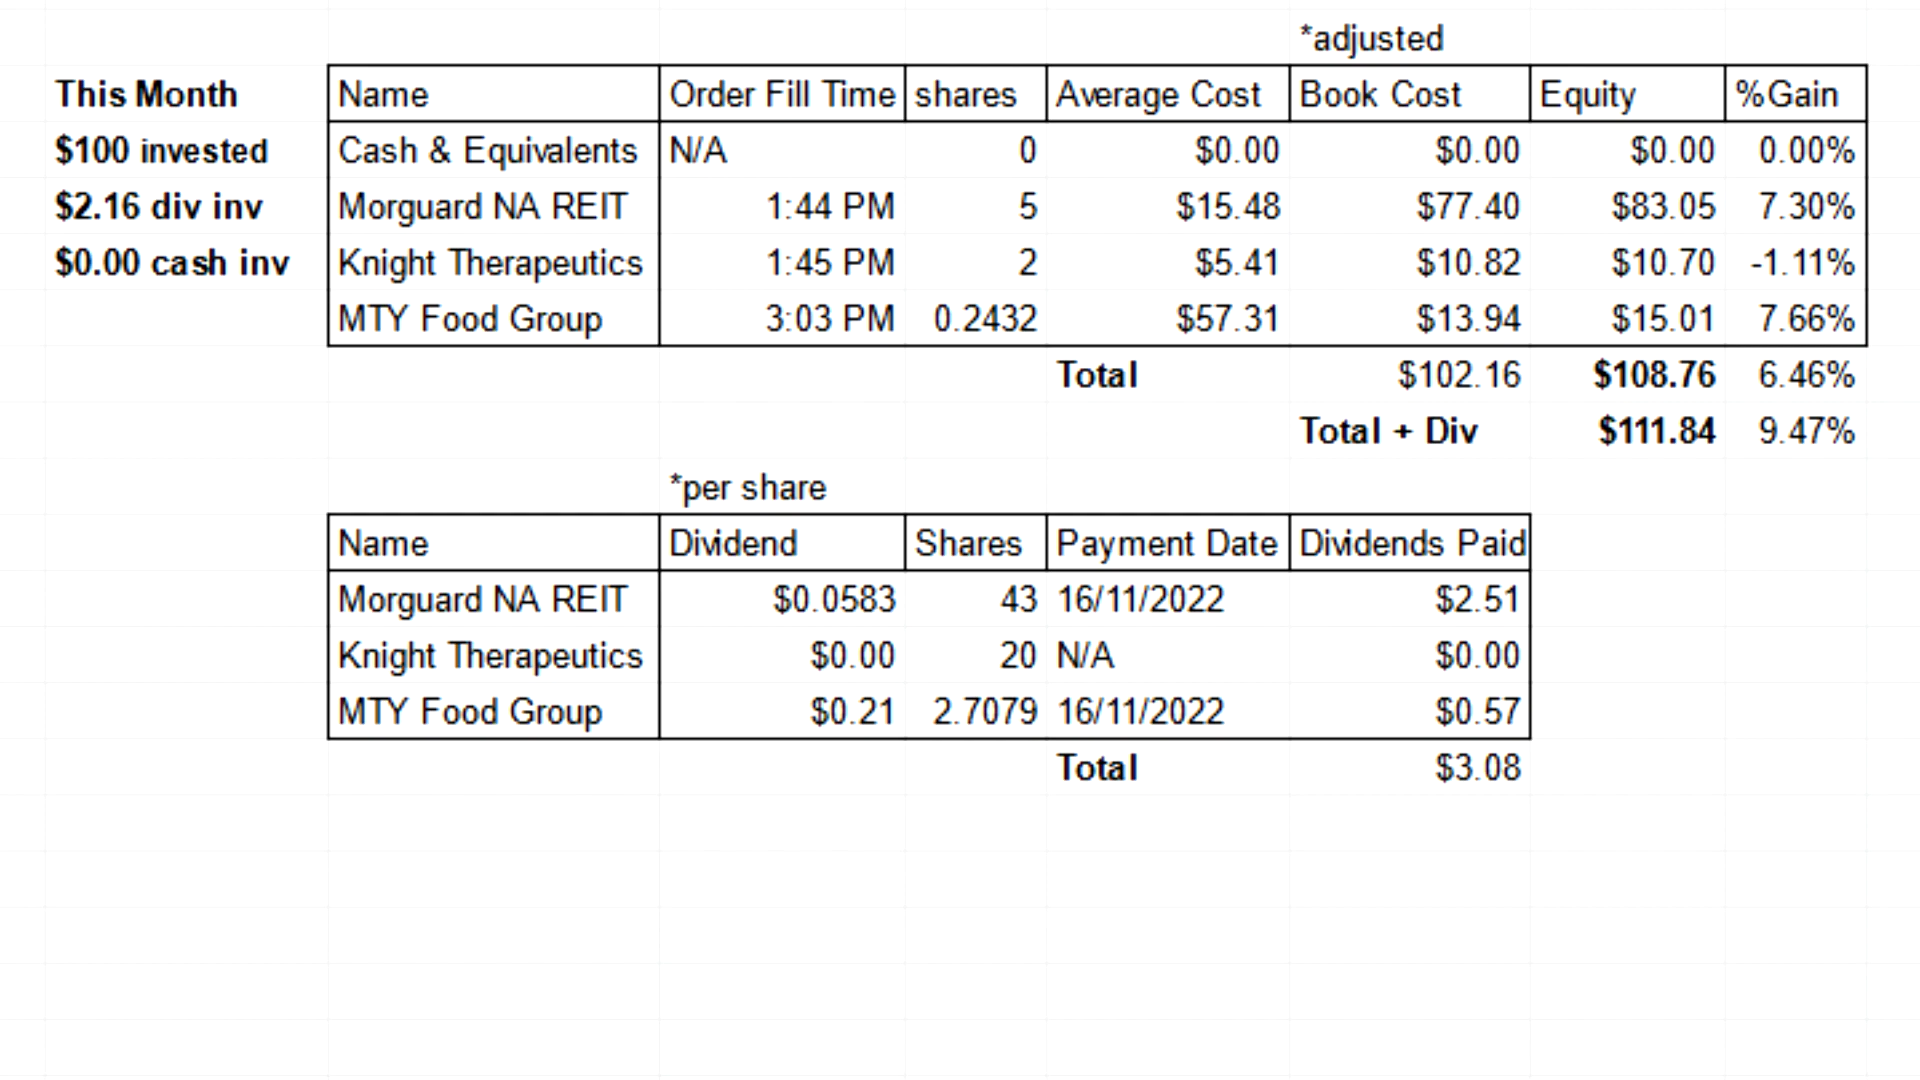 *adjusted
This Month Name Order Fill Time shares Average Cost Book Cost Equity %Gain
$100 invested Cash & Equivalents N/A 0 $0.00 $0.00 $0.00 0.00%
$2.16 div inv Morguard NA REIT 1:44 PM 5 $15.48 $77.40 $83.05 7.30%
$0.00 cash inv Knight Therapeutics 1:45 PM 2 $5.41 $10.82 $10.70 -1.11%
MTY Food Group 3:03 PM 0.2432 $57.31 $13.94 $15.01 7.66%
Total $102.16 $108.76 6.46%
Total + Div $111.84 9.47%
*per share
Name Dividend Shares Payment Date Dividends Paid
Morguard NA REIT $0.0583 43 16/11/2022 $2.51
Knight Therapeutics $0.00 20 N/A $0.00
MTY Food Group $0.21 2.7079 16/11/2022 $0.57
Total $3.08